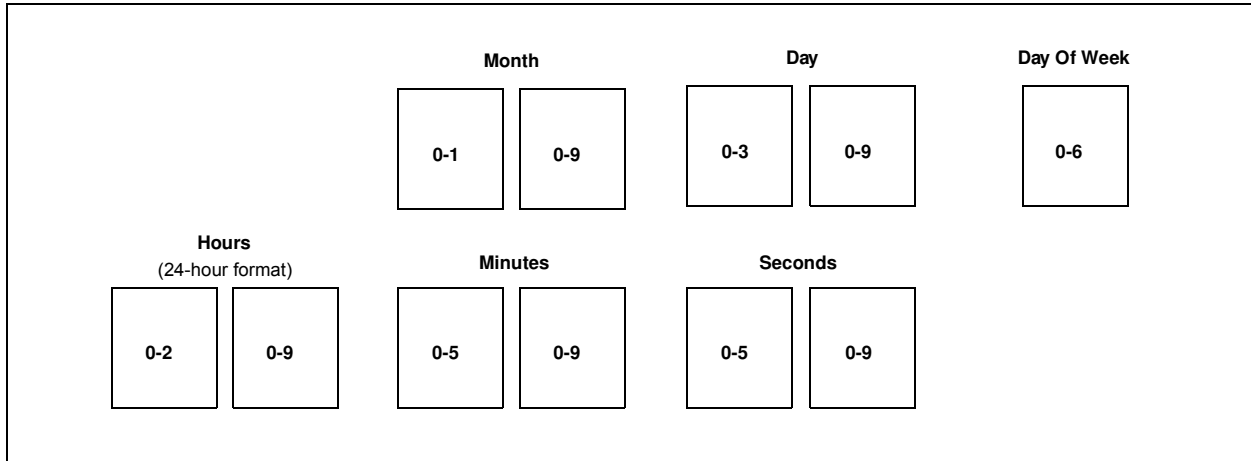 Month Day Day Of Week
0-1 0-9 0-3 0-9 0-6
Hours
(24-hour format)
Minutes Seconds
0-2 0-9 0-5 0-9 0-5 0-9